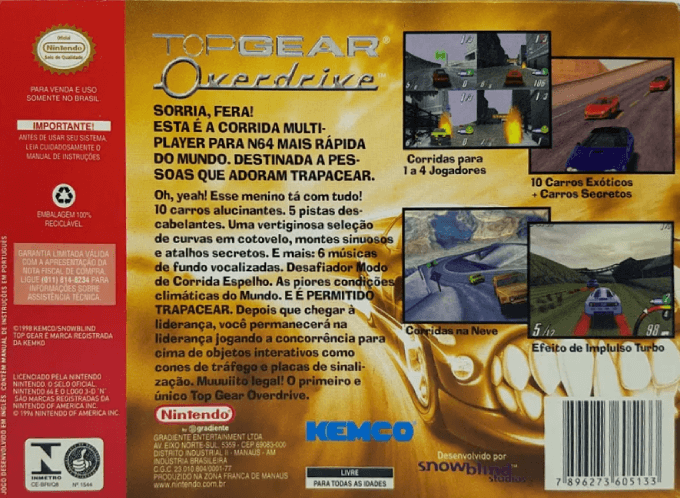 Oficial
Nintendo
Selo de Qualidade
PARA VENDA E USO
SOMENTE NO BRASIL
IMPORTANTE!
ANTES DE USAR SEU SISTEMA,
LEIA CUIDADOSAMENTE O
MANUAL DE INSTRUÇÕES
EMBALAGEM 100%
RECICLÁVEL
GARANTIA LIMITADA VÁLIDA
COM A APRESENTAÇÃO DA
NOTA FISCAL DE COMPRA.
LIGUE (011) 814-8234 PARA
INFORMAÇÕES SOBRE
ASSISTÊNCIA TÉCNICA.
©1998 KEMCO/SNOWBLIND
TOP GEAR É MARCA REGISTRADA
DA KEMKO
LICENCIADO PELA NINTENDO
NINTENDO, O SELO OFICIAL,
NINTENDO 64 E O LOGO 3-D "N"
SÃO MARCAS REGISTRADAS DA
NINTENDO OF AMERICA INC.
© 1996 NINTENDO OF AMERICA INC.
INMETRO
Nº 1544
JOGO DESENVOLVIDO EM INGLÊS. CONTÉM MANUAL DE INSTRUÇÕES EM PORTUGUÊS
TOP GEAR®
Overdrive™
SORRIA, FERA!
ESTA É A CORRIDA MULTI-
PLAYER PARA N64 MAIS RÁPIDA
DO MUNDO. DESTINADA A PES-
SOAS QUE ADORAM TRAPACEAR.
Oh, yeah! Esse menino tá com tudo!
10 carros alucinantes. 5 pistas des-
cabelantes. Uma vertiginosa seleção
de curvas em cotovelo, montes sinuosos
e atalhos secretos. E mais: 6 músicas
de fundo vocalizadas. Desafiador Modo
de Corrida Espelho. As piores condições
climáticas do Mundo. E É PERMITIDO
TRAPACEAR. Depois que chegar à
liderança, você permanecerá na
liderança jogando a concorrência para
cima de objetos interativos como
cones de tráfego e placas de sinali-
zação. Muuuiito legal! O primeiro e
único Top Gear Overdrive.
Nintendo
by gradiente
GRADIENTE ENTERTAINMENT LTDA
AV. EIXO NORTE-SUL, 5359 - CEP 69085-000
DISTRITO INDUSTRIAL II - MANAUS - AM
INDÚSTRIA BRASILEIRA
C.G.C. 23.010.804/0001-77
PRODUZIDO NA ZONA FRANCA DE MANAUS
www.nintendo.com.br
KEMCO
LIVRE
PARA TODAS AS IDADES
Corridas para
1 a 4 Jogadores
10 Carros Exóticos
+ Carros Secretos
Corridas na Neve
5/12
98
Efeito de Implulso Turbo
Desenvolvido por
snowblind™
studios
7 896273 605133